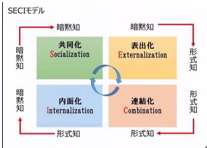 SECIモデル
暗黙知
暗黙知
暗黙知
共同化
Socialization
表出化
Externalization
形式知
暗黙知
内面化
Internalization
連結化
Combination
形式知
形式知
形式知